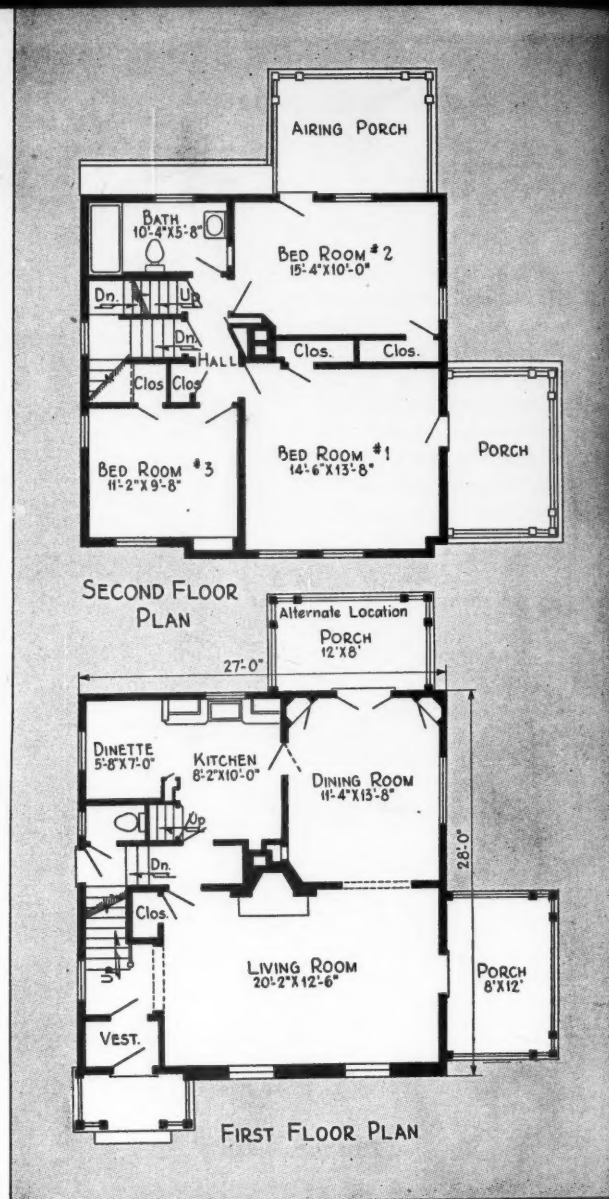 AIRING PORCH
BATH
10'-4"X5'-8"
BED ROOM #2
15'-4"X10'-0"
Dn.
Up
Dn.
HALL
Clos.
Clos.
Clos
Clos
BED ROOM #3
11'-2"X9'-8"
BED ROOM #1
14'-6"X13'-8"
PORCH
SECOND FLOOR
PLAN
Alternate Location
PORCH
12'X8'
27'-0"
DINETTE
5'-8"X7'-0"
KITCHEN
8'-2"X10'-0"
DINING ROOM
11'-4"X13'-8"
28'-0"
Up
Dn.
Clos.
Up
LIVING ROOM
20'-2"X12'-6"
PORCH
8'X12'
VEST.
FIRST FLOOR PLAN